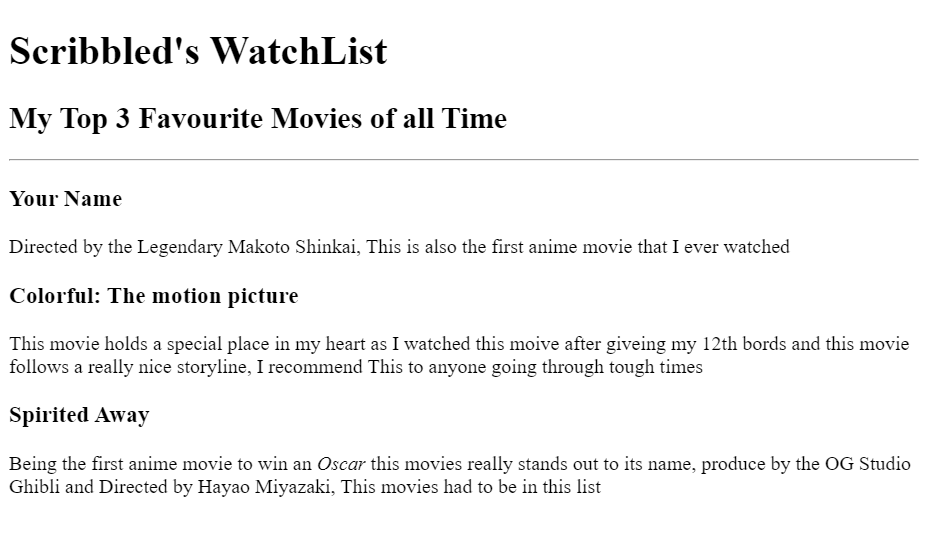 Scribbled's WatchList
My Top 3 Favourite Movies of all Time
Your Name
Directed by the Legendary Makoto Shinkai, This is also the first anime movie that I ever watched
Colorful: The motion picture
This movie holds a special place in my heart as I watched this moive after giveing my 12th bords and this movie
follows a really nice storyline, I recommend This to anyone going through tough times
Spirited Away
Being the first anime movie to win an Oscar this movies really stands out to its name, produce by the OG Studio
Ghibli and Directed by Hayao Miyazaki, This movies had to be in this list